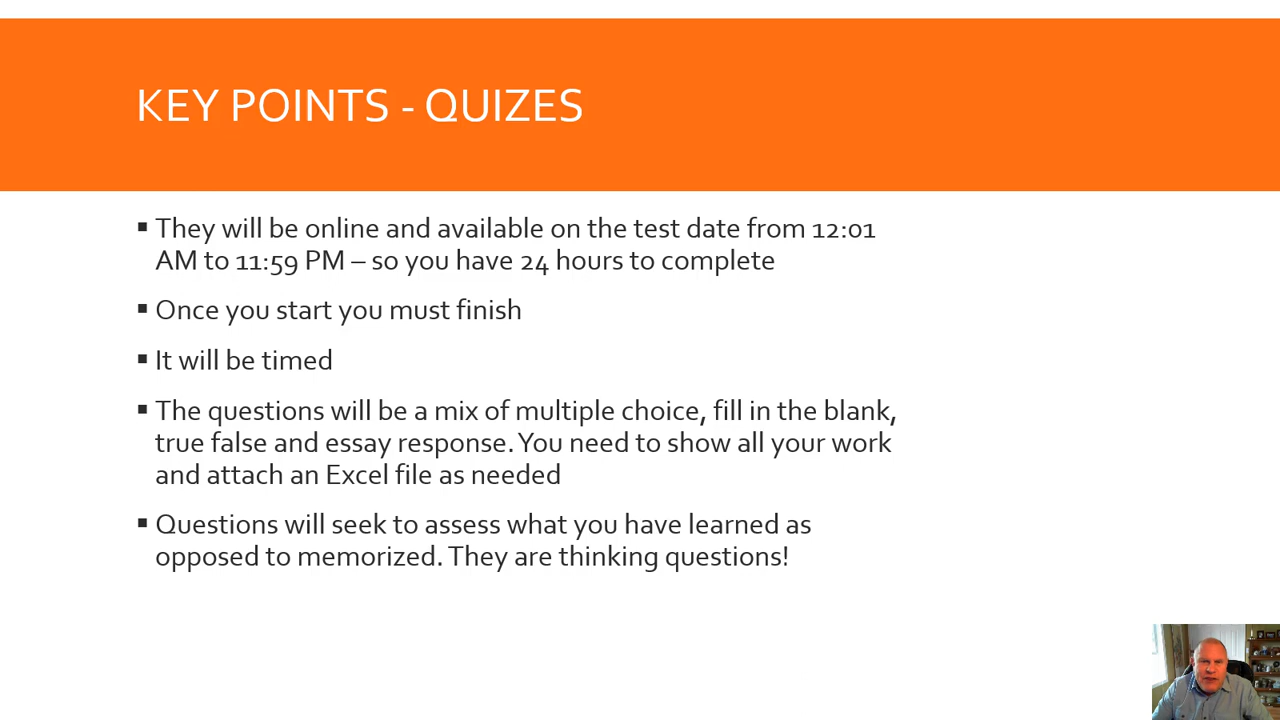 KEY POINTS - QUIZES
▪ They will be online and available on the test date from 12:01
AM to 11:59 PM – so you have 24 hours to complete
▪ Once you start you must finish
▪ It will be timed
▪ The questions will be a mix of multiple choice, fill in the blank,
true false and essay response. You need to show all your work
and attach an Excel file as needed
▪ Questions will seek to assess what you have learned as
opposed to memorized. They are thinking questions!